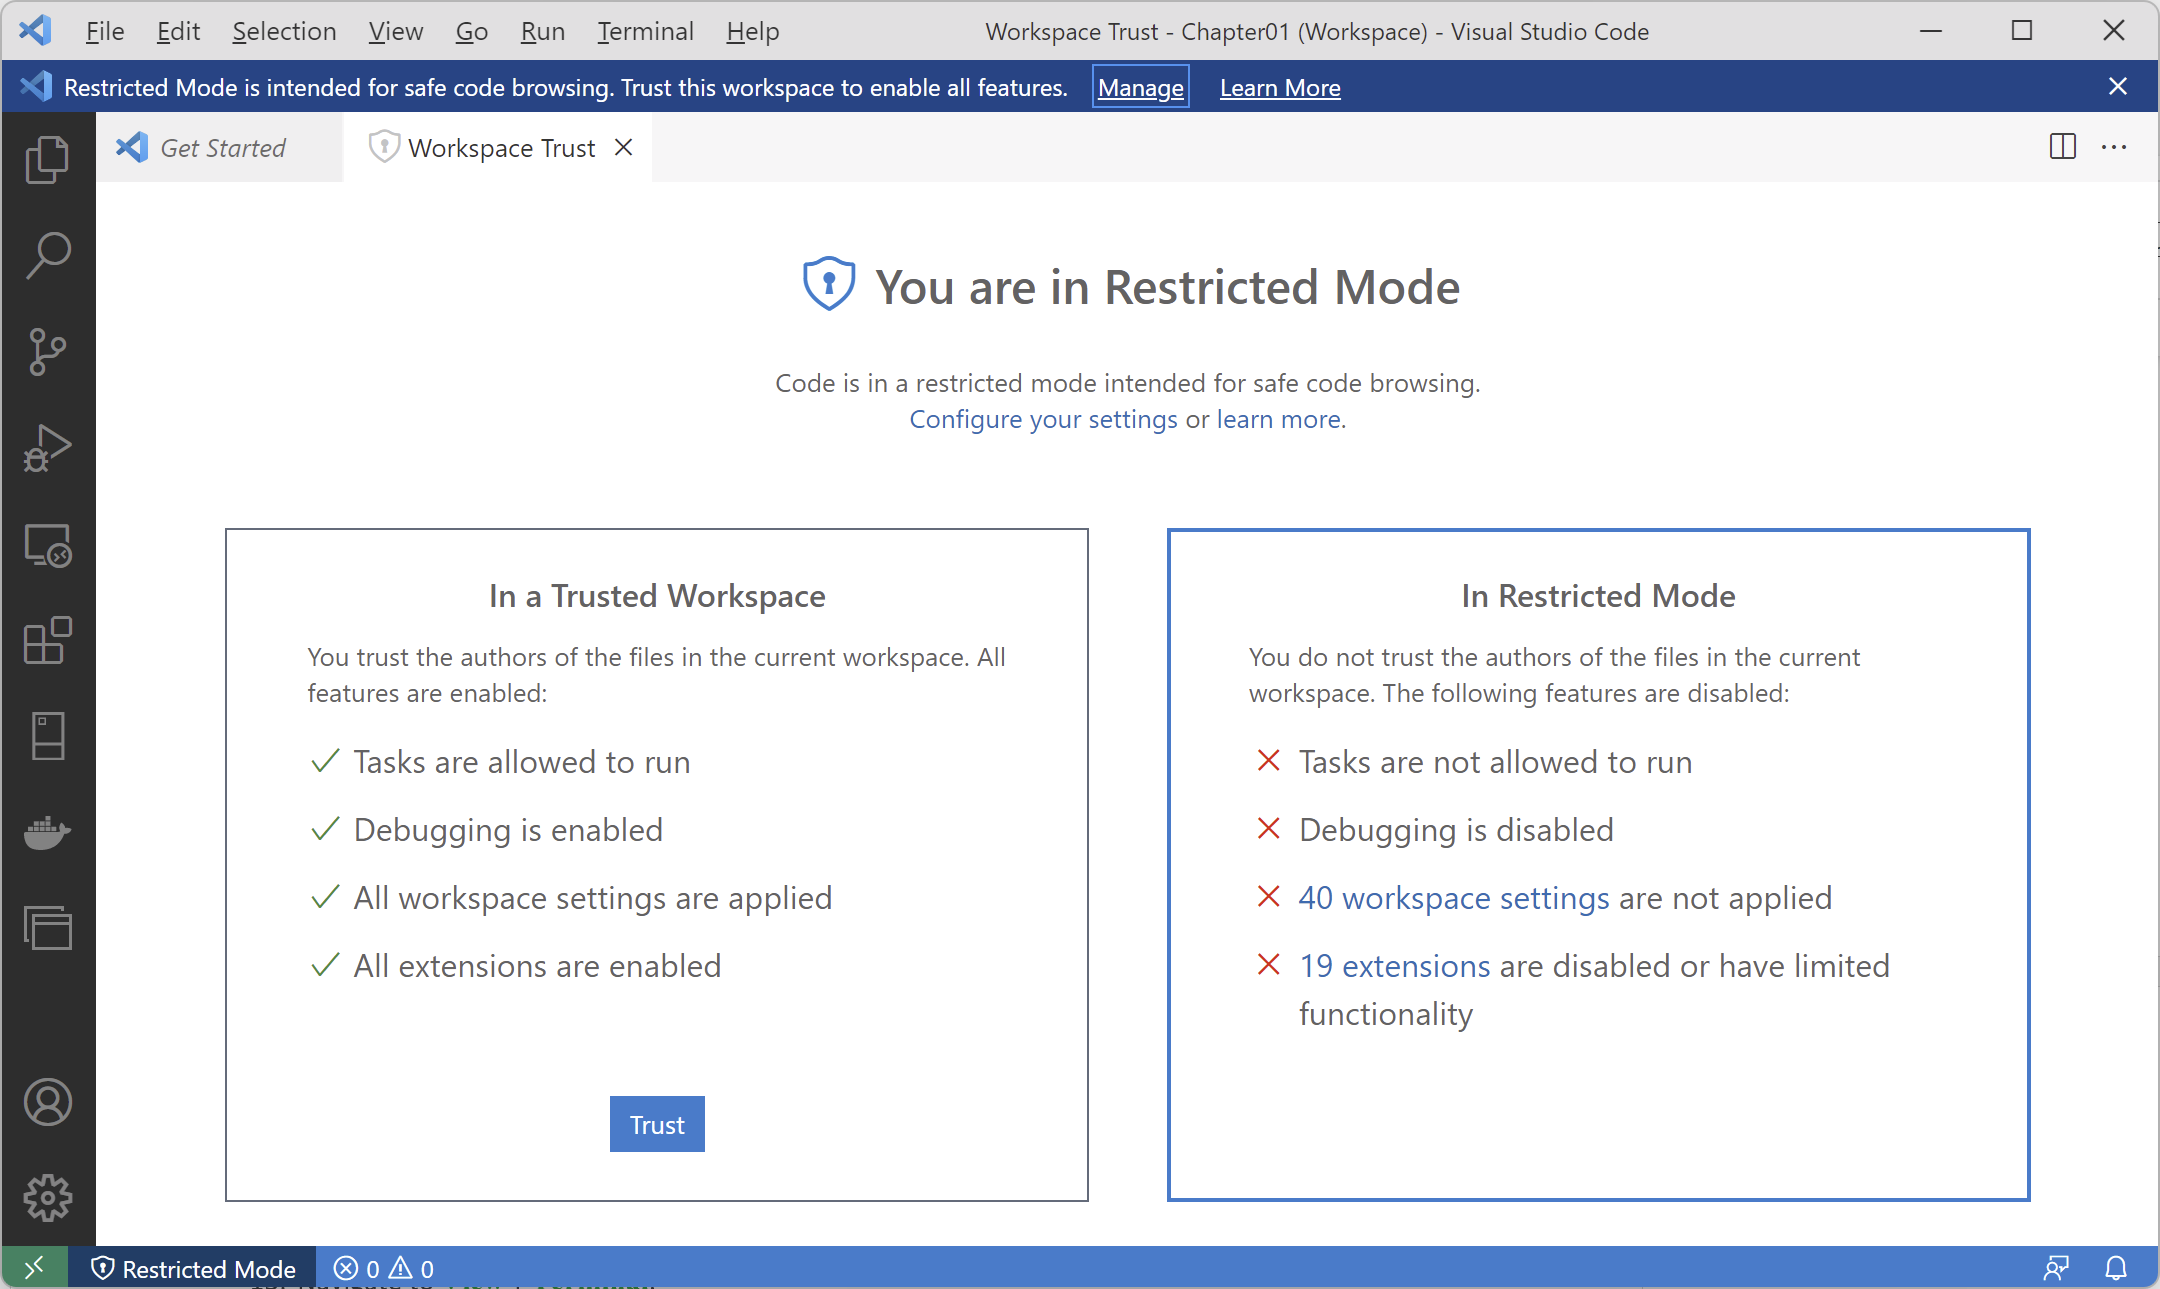 File Edit Selection View Go Run Terminal Help Workspace Trust - Chapter01 (Workspace) - Visual Studio Code
Restricted Mode is intended for safe code browsing. Trust this workspace to enable all features. Manage Learn More
Get Started Workspace Trust
You are in Restricted Mode
Code is in a restricted mode intended for safe code browsing.
Configure your settings or learn more.
In a Trusted Workspace
You trust the authors of the files in the current workspace. All
features are enabled:
Tasks are allowed to run
Debugging is enabled
All workspace settings are applied
All extensions are enabled
Trust
In Restricted Mode
You do not trust the authors of the files in the current
workspace. The following features are disabled:
Tasks are not allowed to run
Debugging is disabled
40 workspace settings are not applied
19 extensions are disabled or have limited
functionality
Restricted Mode 0 0